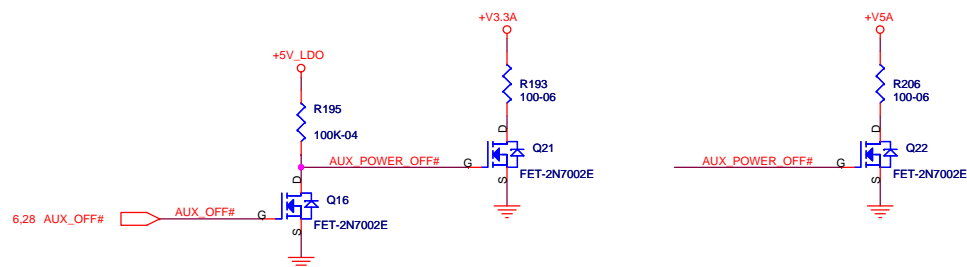 +V3.3A
+V5A
+5V_LDO
R193
100-06
R206
100-06
R195
100K-04
D
Q21
AUX_POWER_OFF#
G
FET-2N7002E
S
D
Q22
AUX_POWER_OFF#
G
FET-2N7002E
S
D
Q16
6,28 AUX_OFF#
AUX_OFF#
G
FET-2N7002E
S